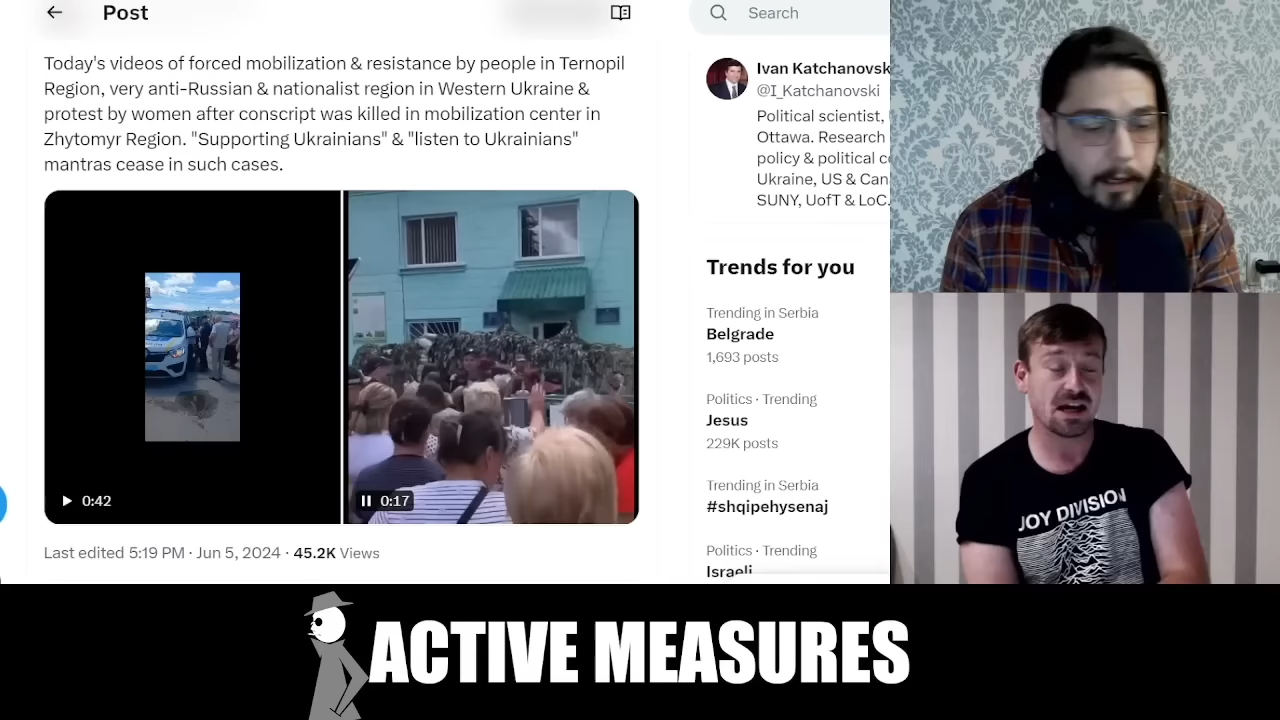 Post
Today's videos of forced mobilization & resistance by people in Ternopil
Region, very anti-Russian & nationalist region in Western Ukraine &
protest by women after conscript was killed in mobilization center in
Zhytomyr Region. "Supporting Ukrainians" & "listen to Ukrainians"
mantras cease in such cases.
0:42
0:17
Last edited 5:19 PM · Jun 5, 2024 · 45.2K Views
Search
Ivan Katchanovsk
@I_Katchanovski
Political scientist,
Ottawa. Research
policy & political c
Ukraine, US & Can
SUNY, UofT & LoC.
Trends for you
Trending in Serbia
Belgrade
1,693 posts
Politics · Trending
Jesus
229K posts
Trending in Serbia
#shqipehysenaj
Politics · Trending
Israeli
JOY DIVISION
ACTIVE MEASURES